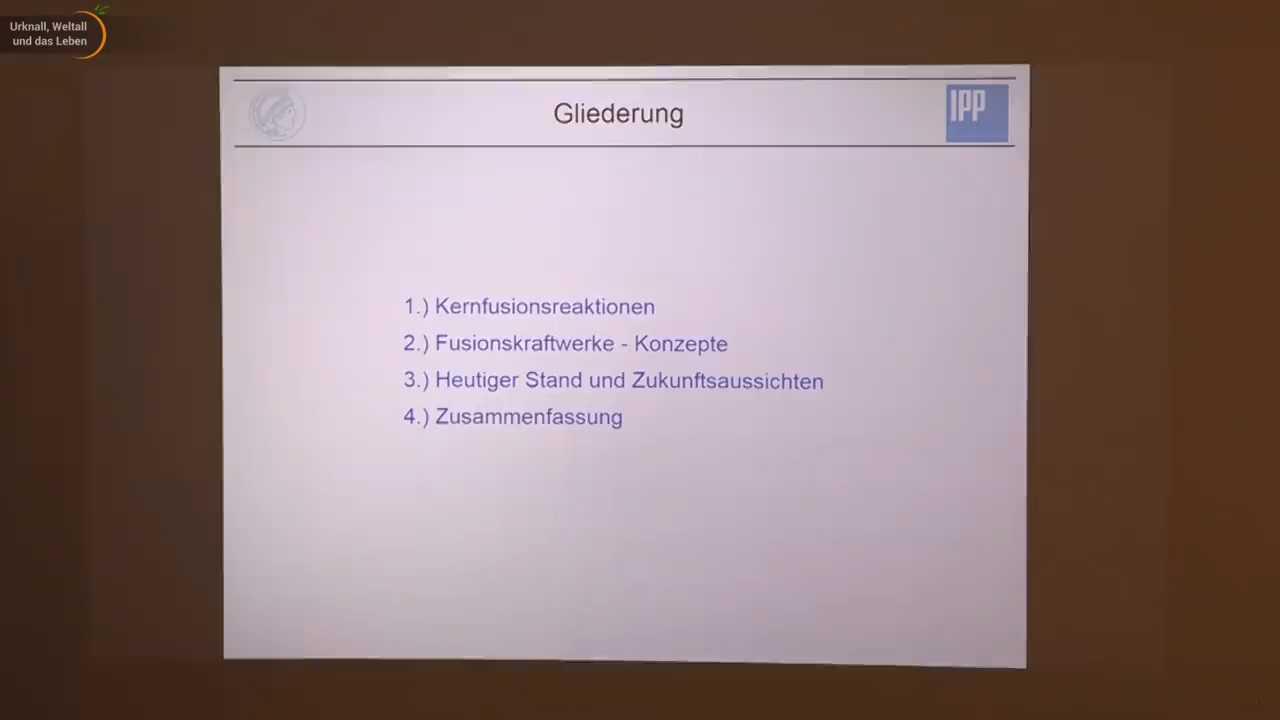 Urknall, Weltall
und das Leben
Gliederung
IPP
1.) Kernfusionsreaktionen
2.) Fusionskraftwerke - Konzepte
3.) Heutiger Stand und Zukunftsaussichten
4.) Zusammenfassung